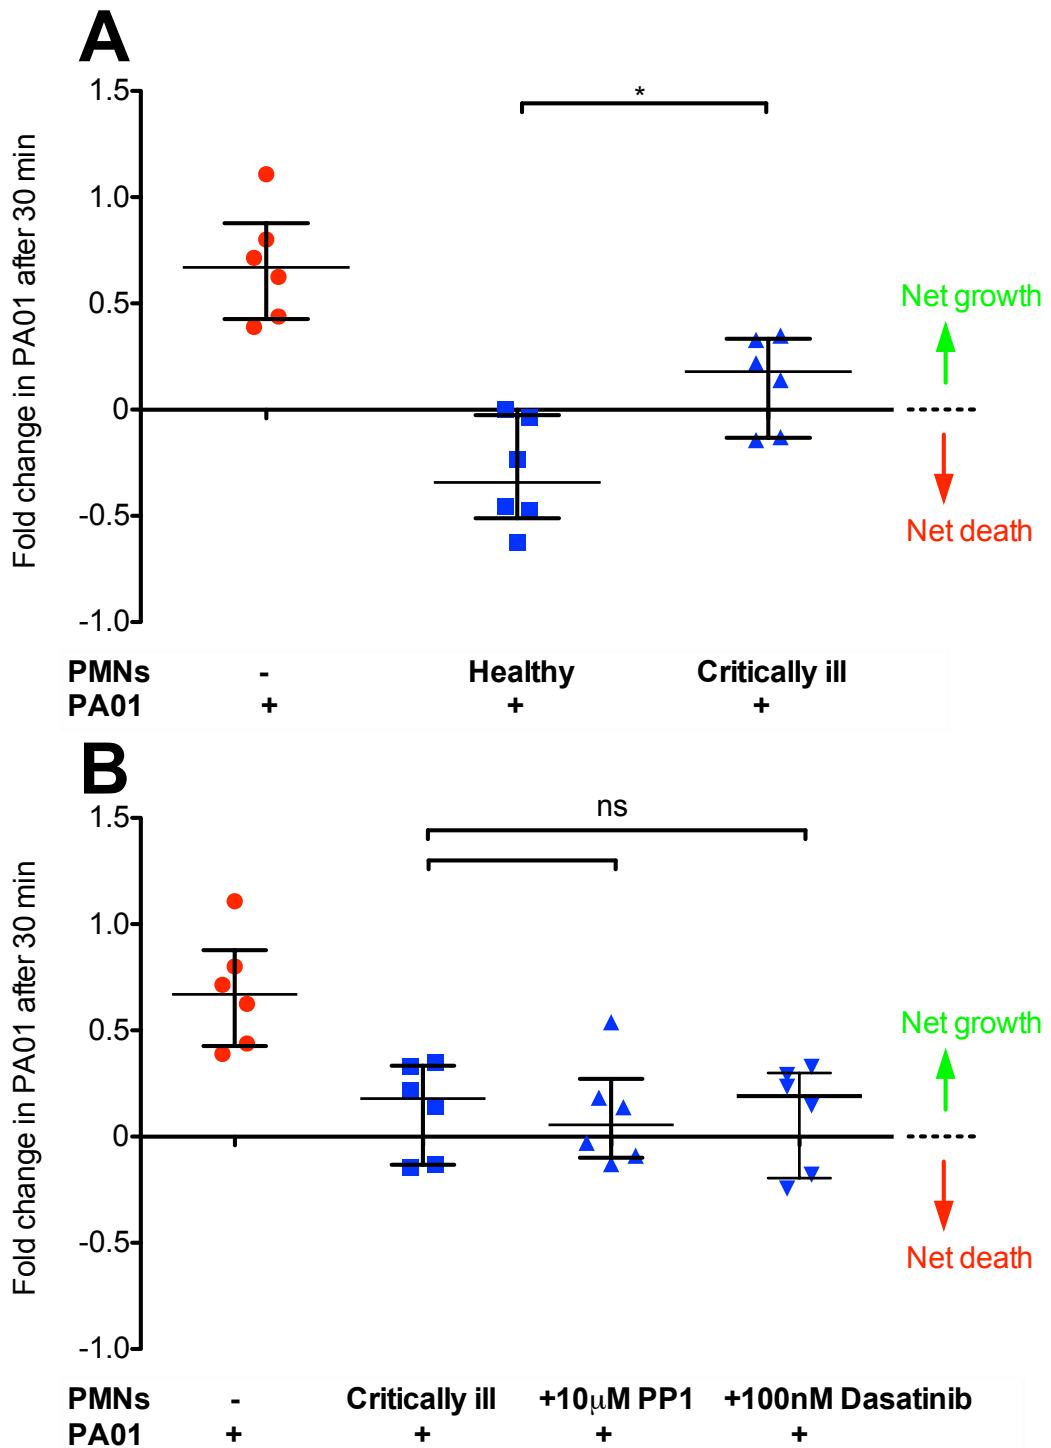 A
Fold change in PA01 after 30 min
1.5
1.0
0.5
0
-0.5
-1.0
*
Net growth
Net death
PMNs - Healthy Critically ill
PA01 + + +
B
Fold change in PA01 after 30 min
1.5
1.0
0.5
0
-0.5
-1.0
ns
Net growth
Net death
PMNs - Critically ill +10μM PP1 +100nM Dasatinib
PA01 + + + +